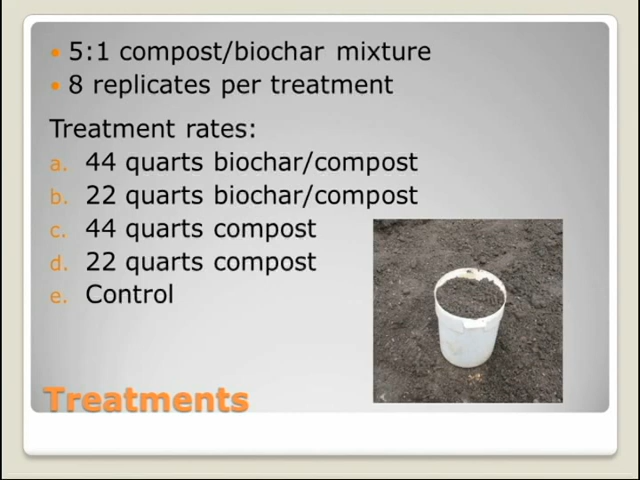 • 5:1 compost/biochar mixture
• 8 replicates per treatment
Treatment rates:
a. 44 quarts biochar/compost
b. 22 quarts biochar/compost
c. 44 quarts compost
d. 22 quarts compost
e. Control
Treatments